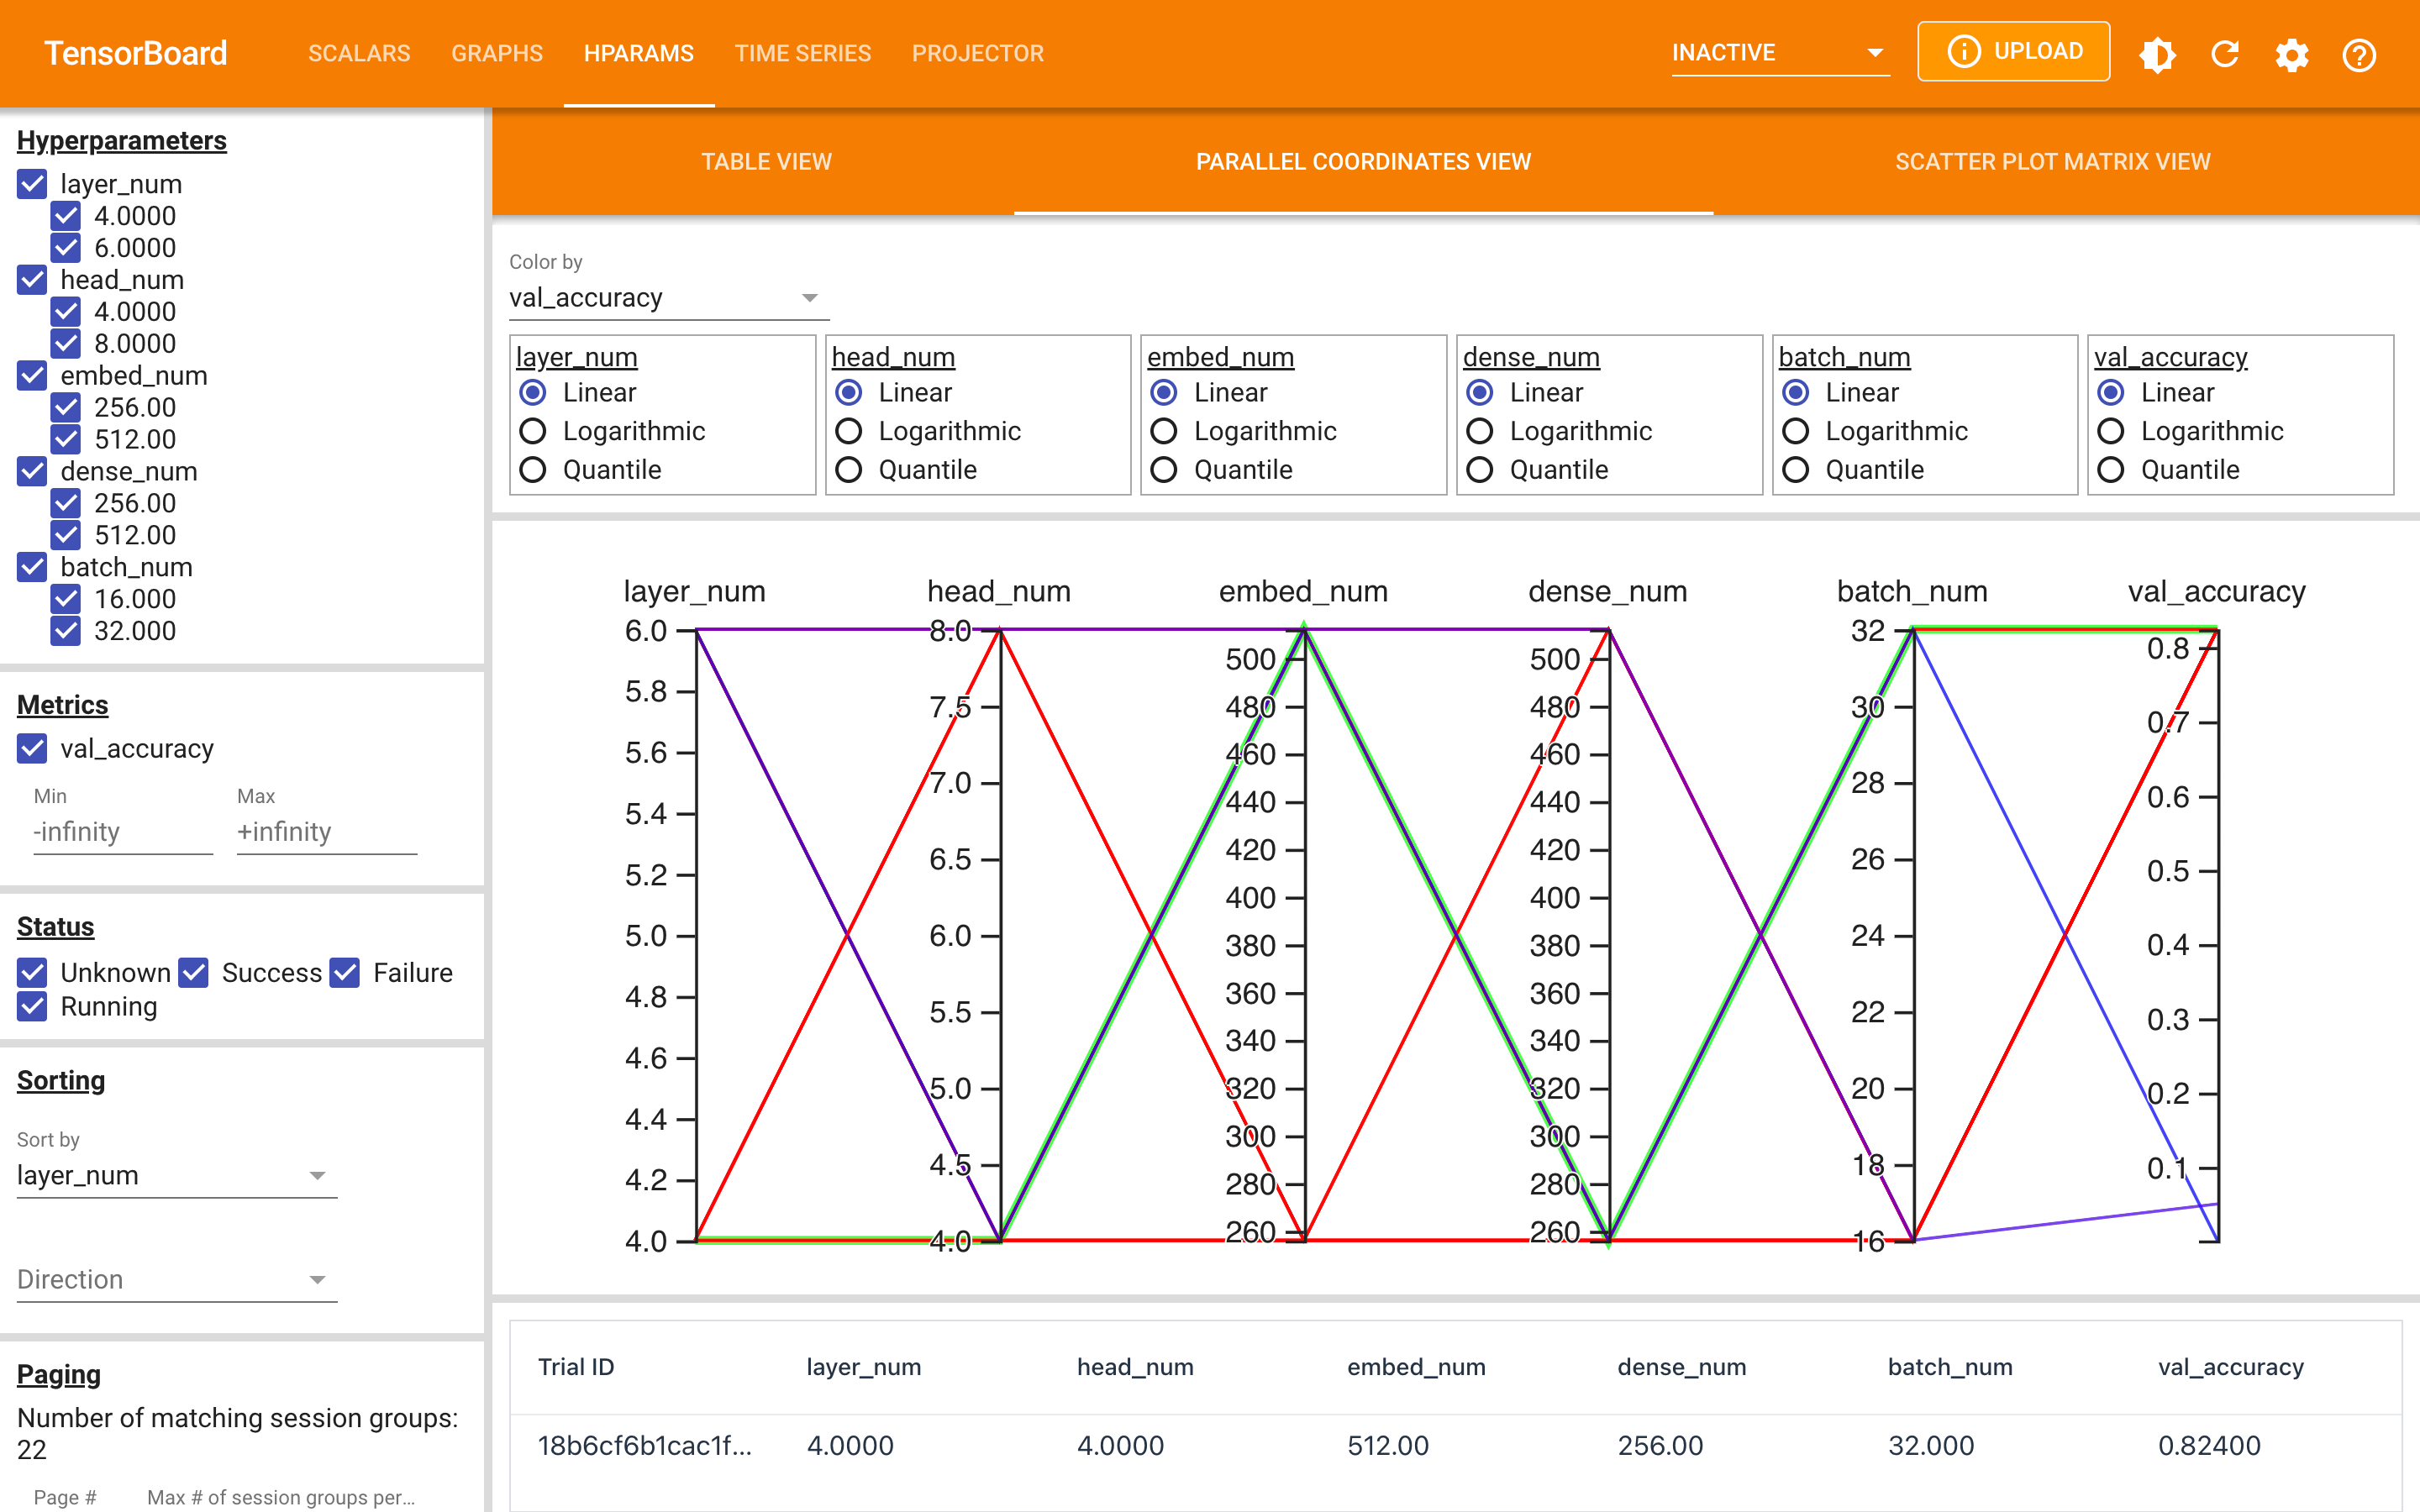 TensorBoard SCALARS GRAPHS HPARAMS TIME SERIES PROJECTOR INACTIVE UPLOAD
Hyperparameters
layer_num
4.0000
6.0000
head_num
4.0000
8.0000
embed_num
256.00
512.00
dense_num
256.00
512.00
batch_num
16.000
32.000
Metrics
val_accuracy
Min Max
-infinity +infinity
Status
Unknown Success Failure
Running
Sorting
Sort by
layer_num
Direction
Paging
Number of matching session groups:
22
Page # Max # of session groups per...
TABLE VIEW PARALLEL COORDINATES VIEW SCATTER PLOT MATRIX VIEW
Color by
val_accuracy
layer_num
Linear
Logarithmic
Quantile
head_num
Linear
Logarithmic
Quantile
embed_num
Linear
Logarithmic
Quantile
dense_num
Linear
Logarithmic
Quantile
batch_num
Linear
Logarithmic
Quantile
val_accuracy
Linear
Logarithmic
Quantile
layer_num
6.0
5.8
5.6
5.4
5.2
5.0
4.8
4.6
4.4
4.2
4.0
head_num
8.0
7.5
7.0
6.5
6.0
5.5
5.0
4.5
4.0
embed_num
500
480
460
440
420
400
380
360
340
320
300
280
260
dense_num
500
480
460
440
420
400
380
360
340
320
300
280
260
batch_num
32
30
28
26
24
22
20
18
16
val_accuracy
0.8
0.7
0.6
0.5
0.4
0.3
0.2
0.1
Trial ID layer_num head_num embed_num dense_num batch_num val_accuracy
18b6cf6b1cac1f... 4.0000 4.0000 512.00 256.00 32.000 0.82400